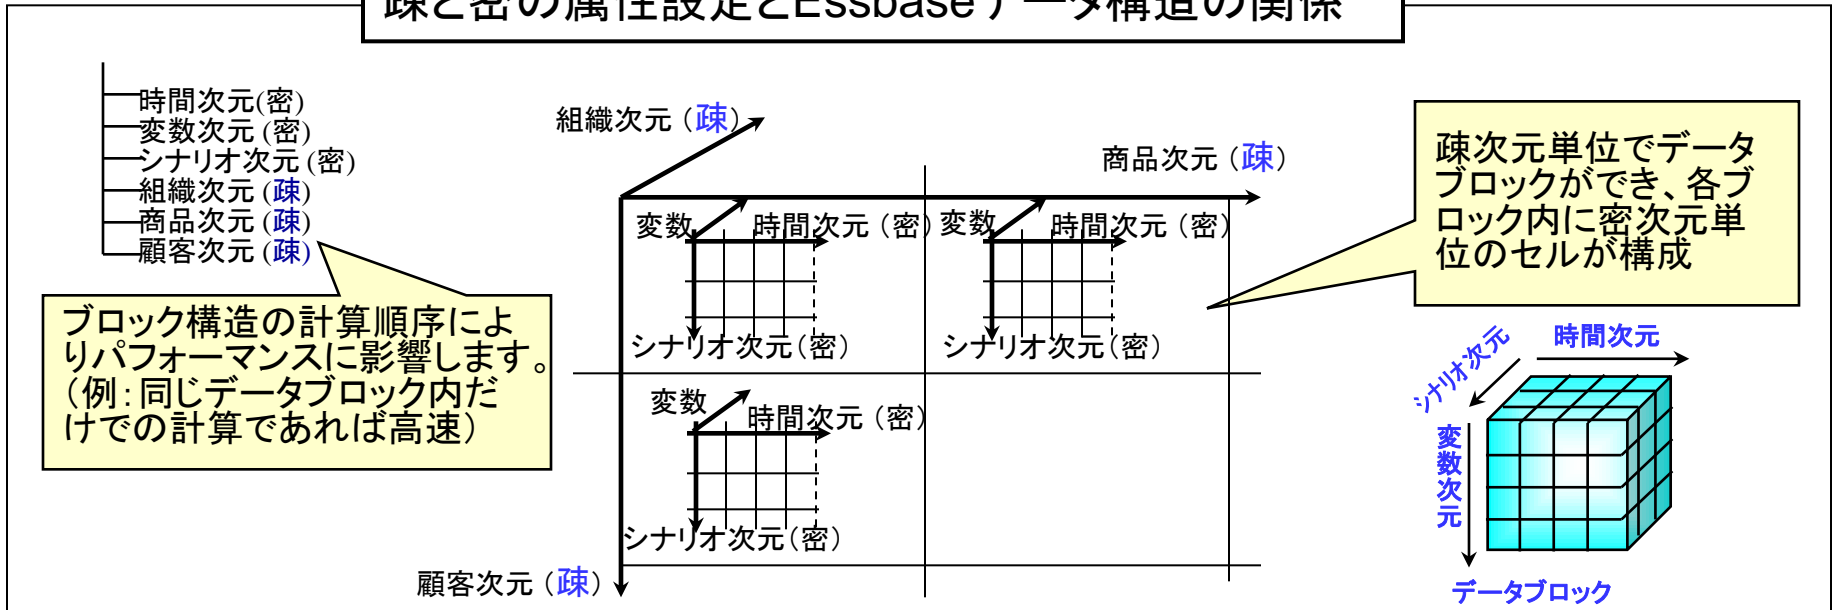 疎と密の属性設定とEssbaseデータ構造の関係
時間次元(密)
変数次元(密)
シナリオ次元(密)
組織次元(疎)
商品次元(疎)
顧客次元(疎)
ブロック構造の計算順序によ
りパフォーマンスに影響します。
（例：同じデータブロック内だ
けでの計算であれば高速）
組織次元（疎）
商品次元（疎）
変数
時間次元（密）
シナリオ次元（密）
変数
時間次元（密）
シナリオ次元（密）
変数
時間次元（密）
シナリオ次元（密）
顧客次元（疎）
疎次元単位でデータ
ブロックができ、各ブ
ロック内に密次元単
位のセルが構成
シナリオ次元
時間次元
変数次元
データブロック